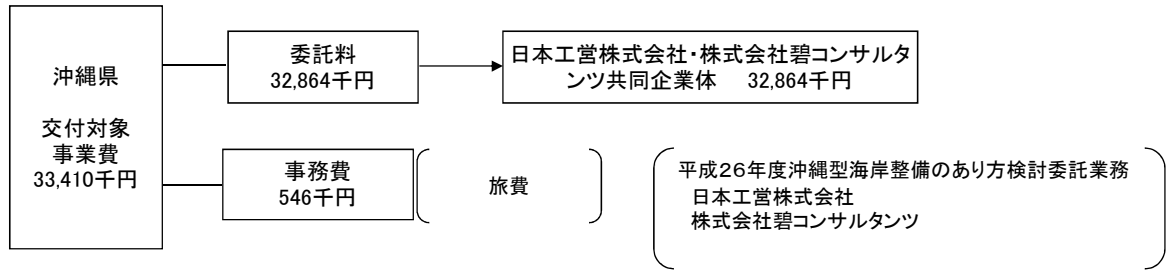 沖縄県
交付対象
事業費
33,410千円
委託料
32,864千円
日本工営株式会社・株式会社碧コンサルタ
ンツ共同企業体　32,864千円
事務費
546千円
旅費
平成26年度沖縄型海岸整備のあり方検討委託業務
日本工営株式会社
株式会社碧コンサルタンツ